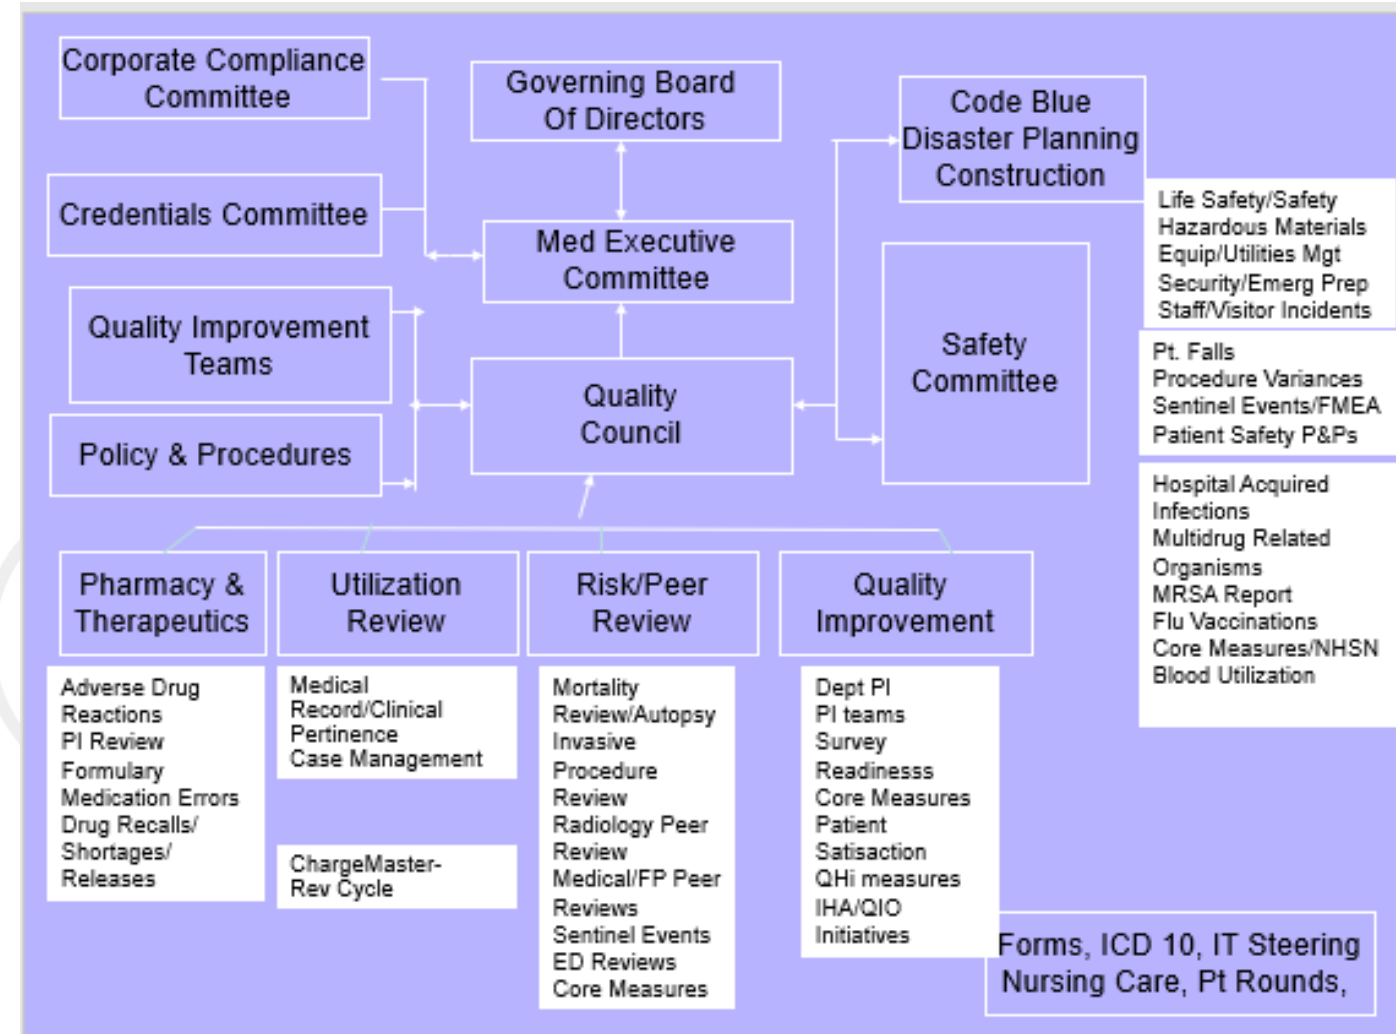 Corporate Compliance
Committee
Governing Board
Of Directors
Code Blue
Disaster Planning
Construction
Credentials Committee
Med Executive
Committee
Life Safety/Safety
Hazardous Materials
Equip/Utilities Mgt
Security/Emerg Prep
Staff/Visitor Incidents
Quality Improvement
Teams
Quality
Council
Safety
Committee
Pt. Falls
Procedure Variances
Sentinel Events/FMEA
Patient Safety P&Ps
Policy & Procedures
Hospital Acquired
Infections
Multidrug Related
Organisms
MRSA Report
Flu Vaccinations
Core Measures/NHSN
Blood Utilization
Pharmacy &
Therapeutics
Utilization
Review
Risk/Peer
Review
Quality
Improvement
Adverse Drug
Reactions
PI Review
Formulary
Medication Errors
Drug Recalls/
Shortages/
Releases
Medical
Record/Clinical
Pertinence
Case Management
ChargeMaster-
Rev Cycle
Mortality
Review/Autopsy
Invasive
Procedure
Review
Radiology Peer
Review
Medical/FP Peer
Reviews
Sentinel Events
ED Reviews
Core Measures
Dept PI
PI teams
Survey
Readinesss
Core Measures
Patient
Satisaction
QHi measures
IHA/QIO
Initiatives
Forms, ICD 10, IT Steering
Nursing Care, Pt Rounds,